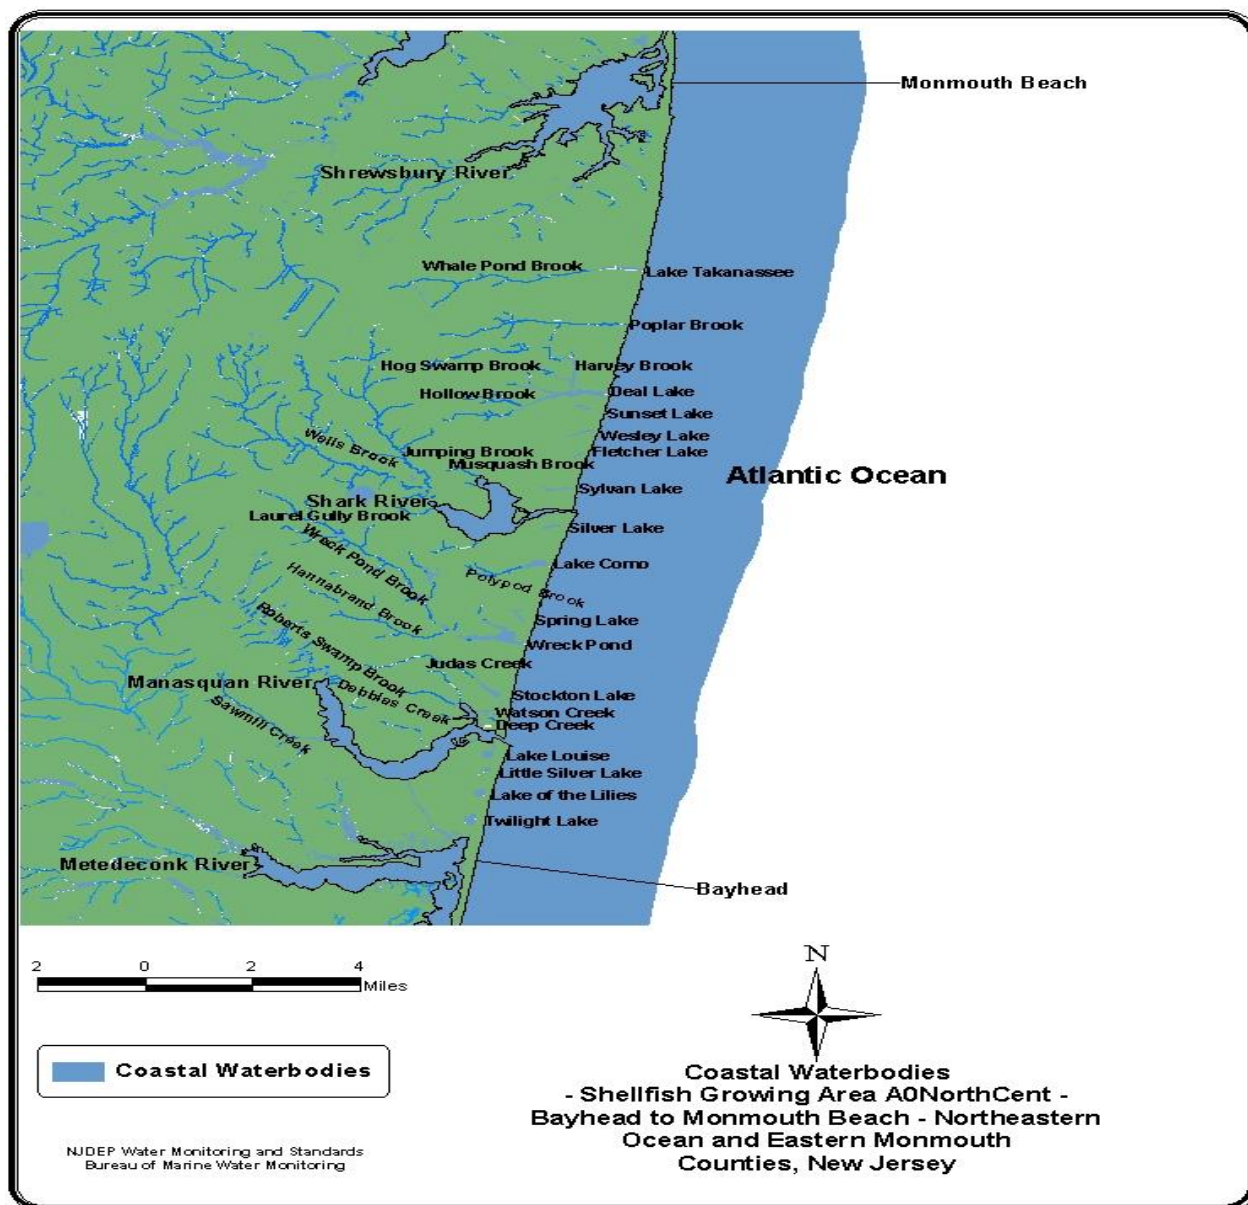 Monmouth Beach
Shrewsbury River
Whale Pond Brook
Lake Takanassee
Poplar Brook
Hog Swamp Brook
Harvey Brook
Hollow Brook
Deal Lake
Sunset Lake
Wesley Lake
Wells Brook
Jumping Brook
Fletcher Lake
Musquash Brook
Atlantic Ocean
Sylvan Lake
Shark River
Laurel Gully Brook
Silver Lake
Wreck Pond Brook
Lake Como
Polypod Brook
Hannabrand Brook
Spring Lake
Wreck Pond
Roberts Swamp Brook
Judas Creek
Manasquan River
Debbies Creek
Stockton Lake
Sawmill Creek
Watson Creek
Deep Creek
Lake Louise
Little Silver Lake
Lake of the Lilies
Twilight Lake
Metedeconk River
Bayhead
2 0 2 4
Miles
N
Coastal Waterbodies
Coastal Waterbodies
- Shellfish Growing Area A0NorthCent -
Bayhead to Monmouth Beach - Northeastern
Ocean and Eastern Monmouth
Counties, New Jersey
NJDEP Water Monitoring and Standards
Bureau of Marine Water Monitoring